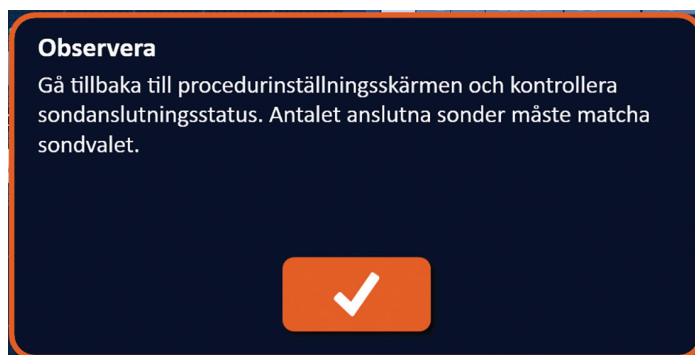 Observera
Gå tillbaka till procedurinställningsskärmen och kontrollera
sondanslutningsstatus. Antalet anslutna sonder måste matcha
sondvalet.